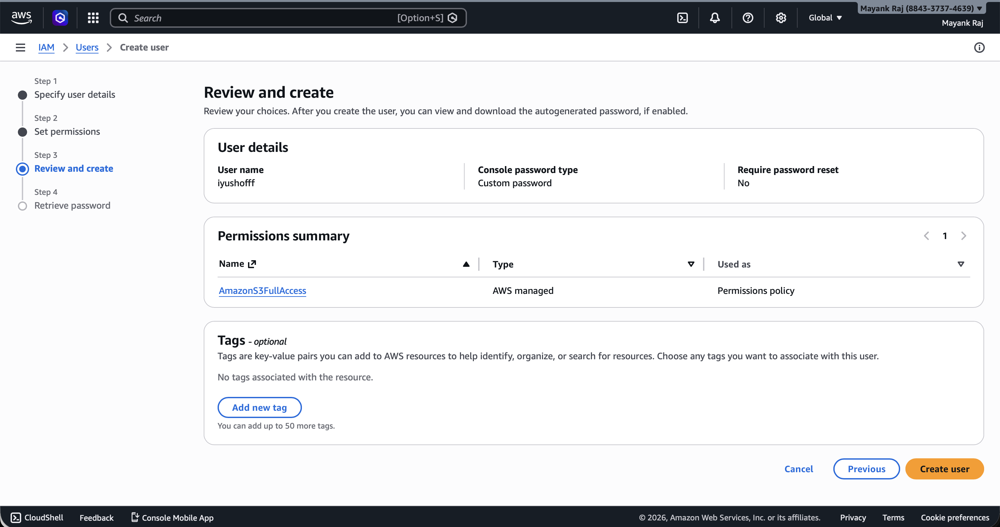 aws
Search [Option+S]
Global
Mayank Raj (8843-3737-4639)
Mayank Raj
IAM
Users
Create user
Step 1
Specify user details
Step 2
Set permissions
Step 3
Review and create
Step 4
Retrieve password
Review and create
Review your choices. After you create the user, you can view and download the autogenerated password, if enabled.
User details
User name
iyushofff
Console password type
Custom password
Require password reset
No
Permissions summary
1
Name
Type
Used as
AmazonS3FullAccess
AWS managed
Permissions policy
Tags - optional
Tags are key-value pairs you can add to AWS resources to help identify, organize, or search for resources. Choose any tags you want to associate with this user.
No tags associated with the resource.
Add new tag
You can add up to 50 more tags.
Cancel
Previous
Create user
CloudShell
Feedback
Console Mobile App
© 2026, Amazon Web Services, Inc. or its affiliates.
Privacy
Terms
Cookie preferences